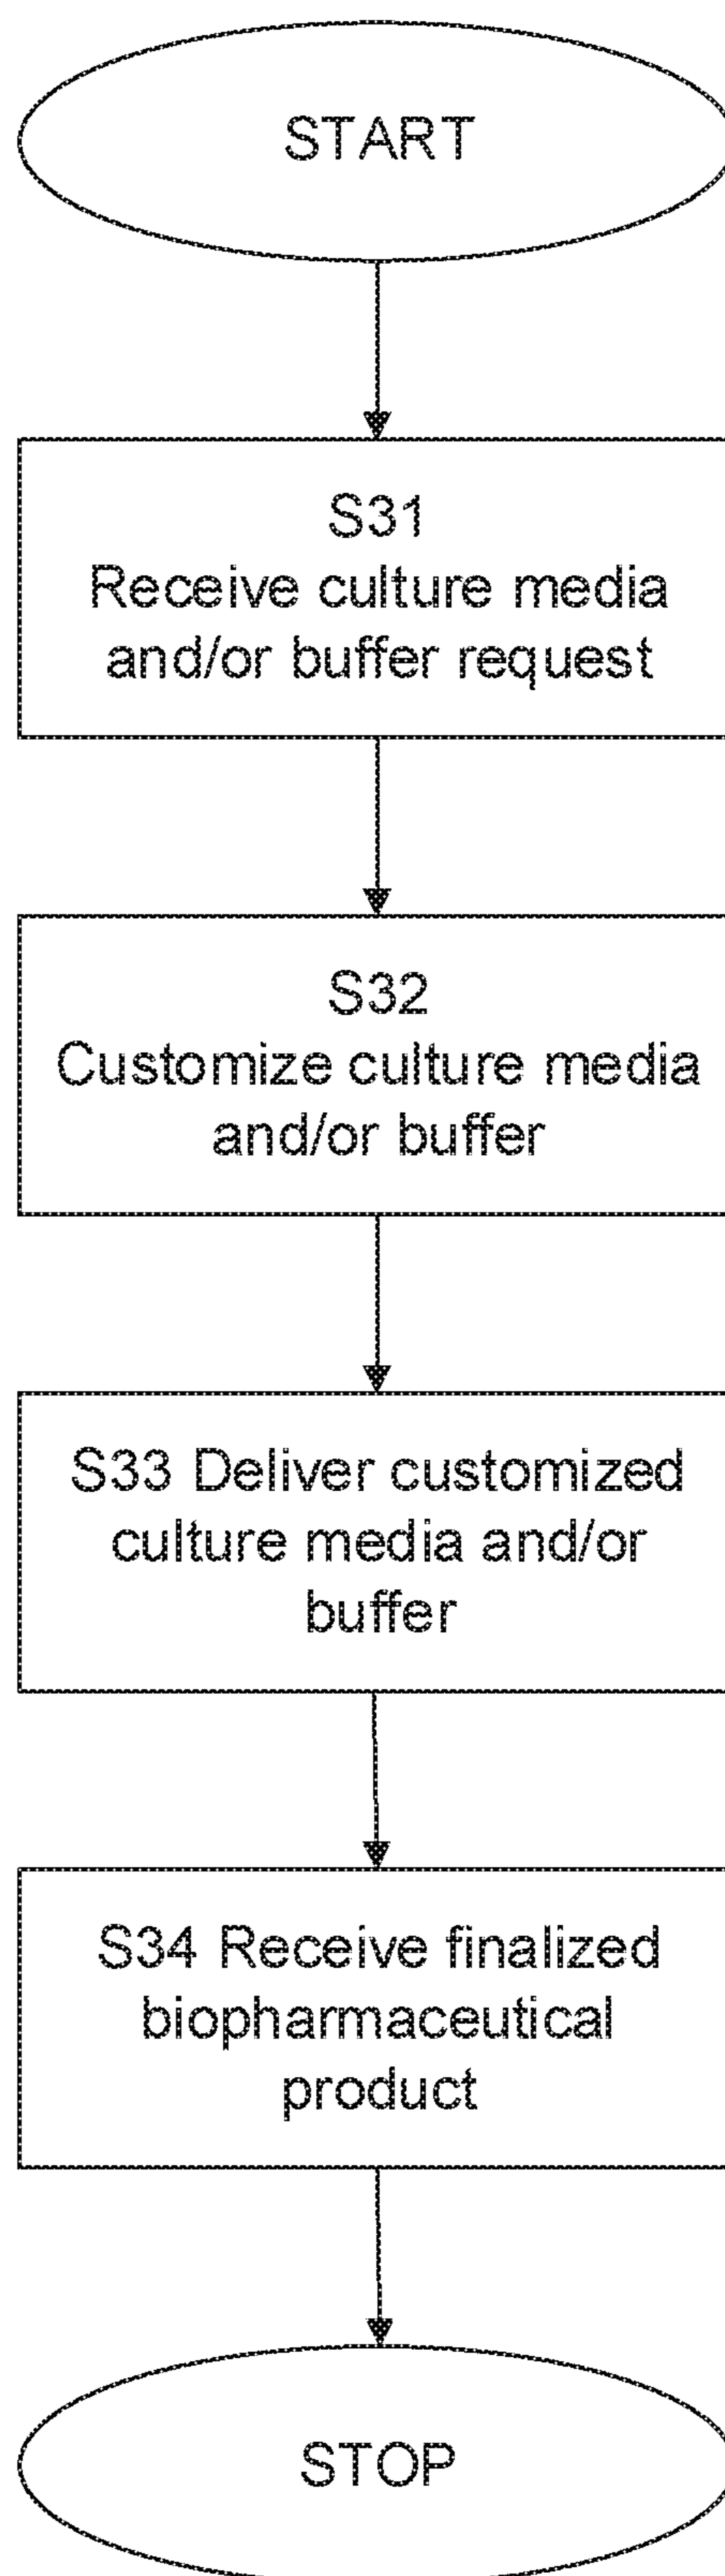 START
S31
Receive culture media
and/or buffer request
S32
Customize culture media
and/or buffer
S33 Deliver customized
culture media and/or
buffer
S34 Receive finalized
biopharmaceutical
product
STOP